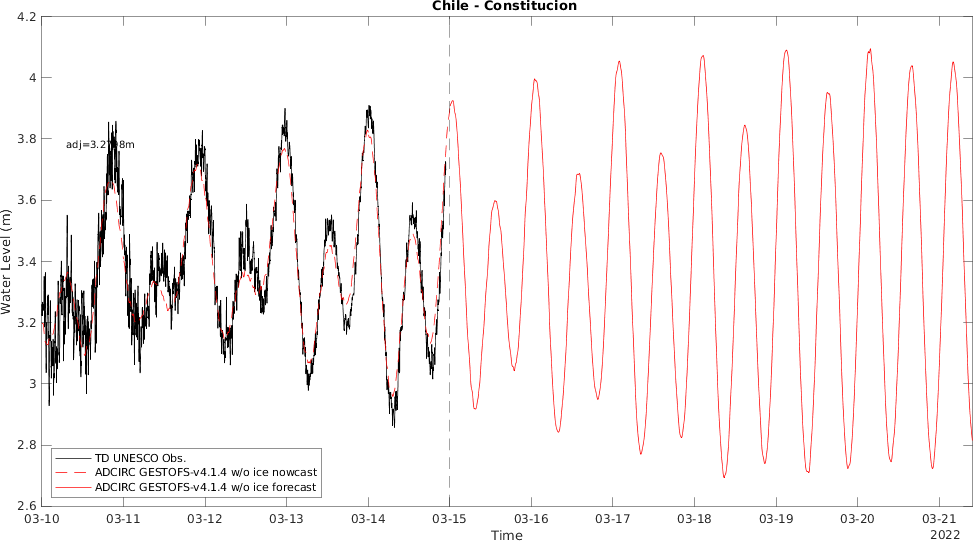 Chile - Constitucion
4.2
4
3.8
3.6
3.4
3.2
3
2.8
2.6
Water Level (m)
TD UNESCO Obs.
ADCIRC GESTOFS-v4.1.4 w/o ice nowcast
ADCIRC GESTOFS-v4.1.4 w/o ice forecast
03-10 03-11 03-12 03-13 03-14 03-15 03-16 03-17 03-18 03-19 03-20 03-21
Time
2022